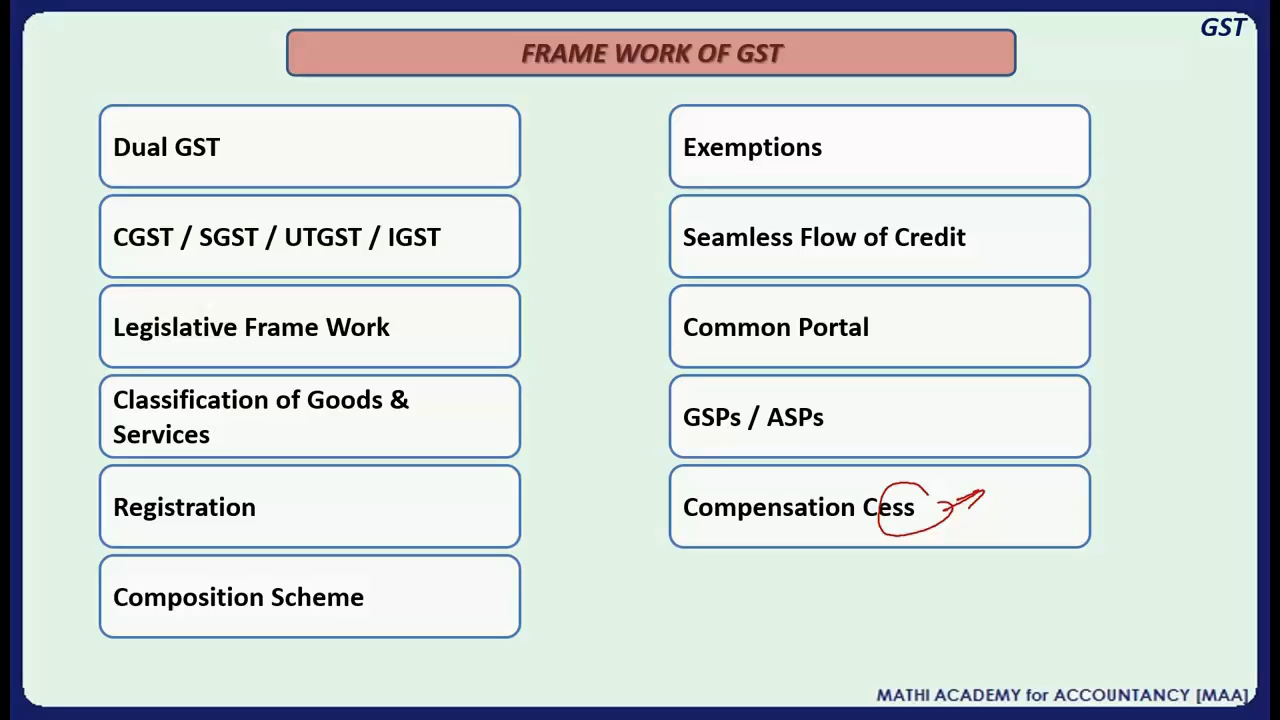 GST
FRAME WORK OF GST
Dual GST
CGST / SGST / UTGST / IGST
Legislative Frame Work
Classification of Goods &
Services
Registration
Composition Scheme
Exemptions
Seamless Flow of Credit
Common Portal
GSPs / ASPs
Compensation Cess
MATHI ACADEMY for ACCOUNTANCY [MAA]